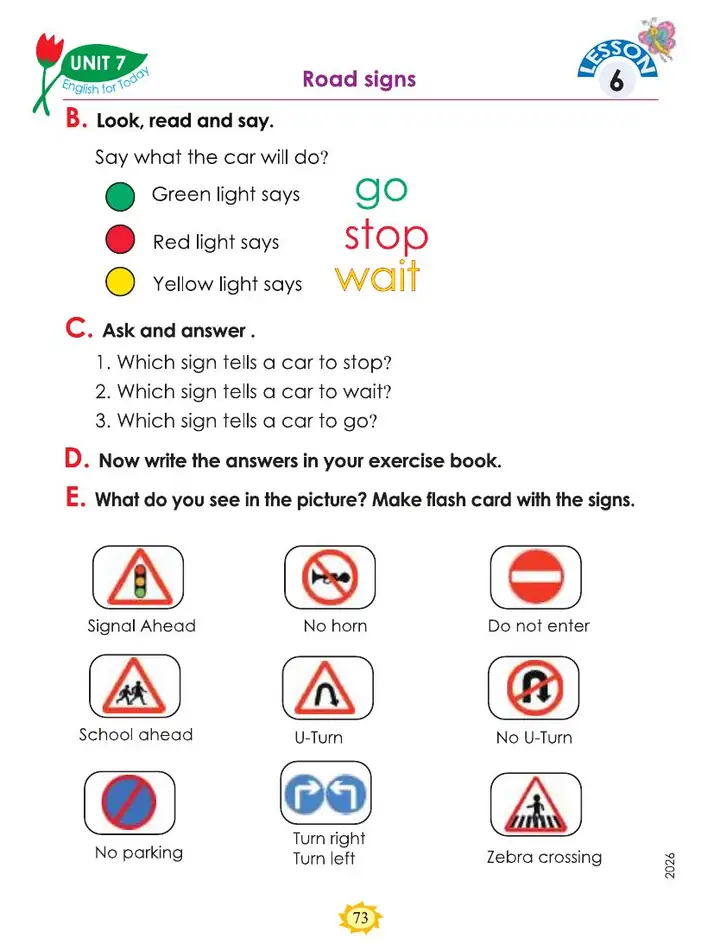 UNIT 7
English for Today
Road signs
LESSON
6
B. Look, read and say.
Say what the car will do?
Green light says go
Red light says stop
Yellow light says wait
C. Ask and answer .
1. Which sign tells a car to stop?
2. Which sign tells a car to wait?
3. Which sign tells a car to go?
D. Now write the answers in your exercise book.
E. What do you see in the picture? Make flash card with the signs.
Signal Ahead
No horn
Do not enter
School ahead
U-Turn
No U-Turn
No parking
Turn right
Turn left
Zebra crossing
2026
73